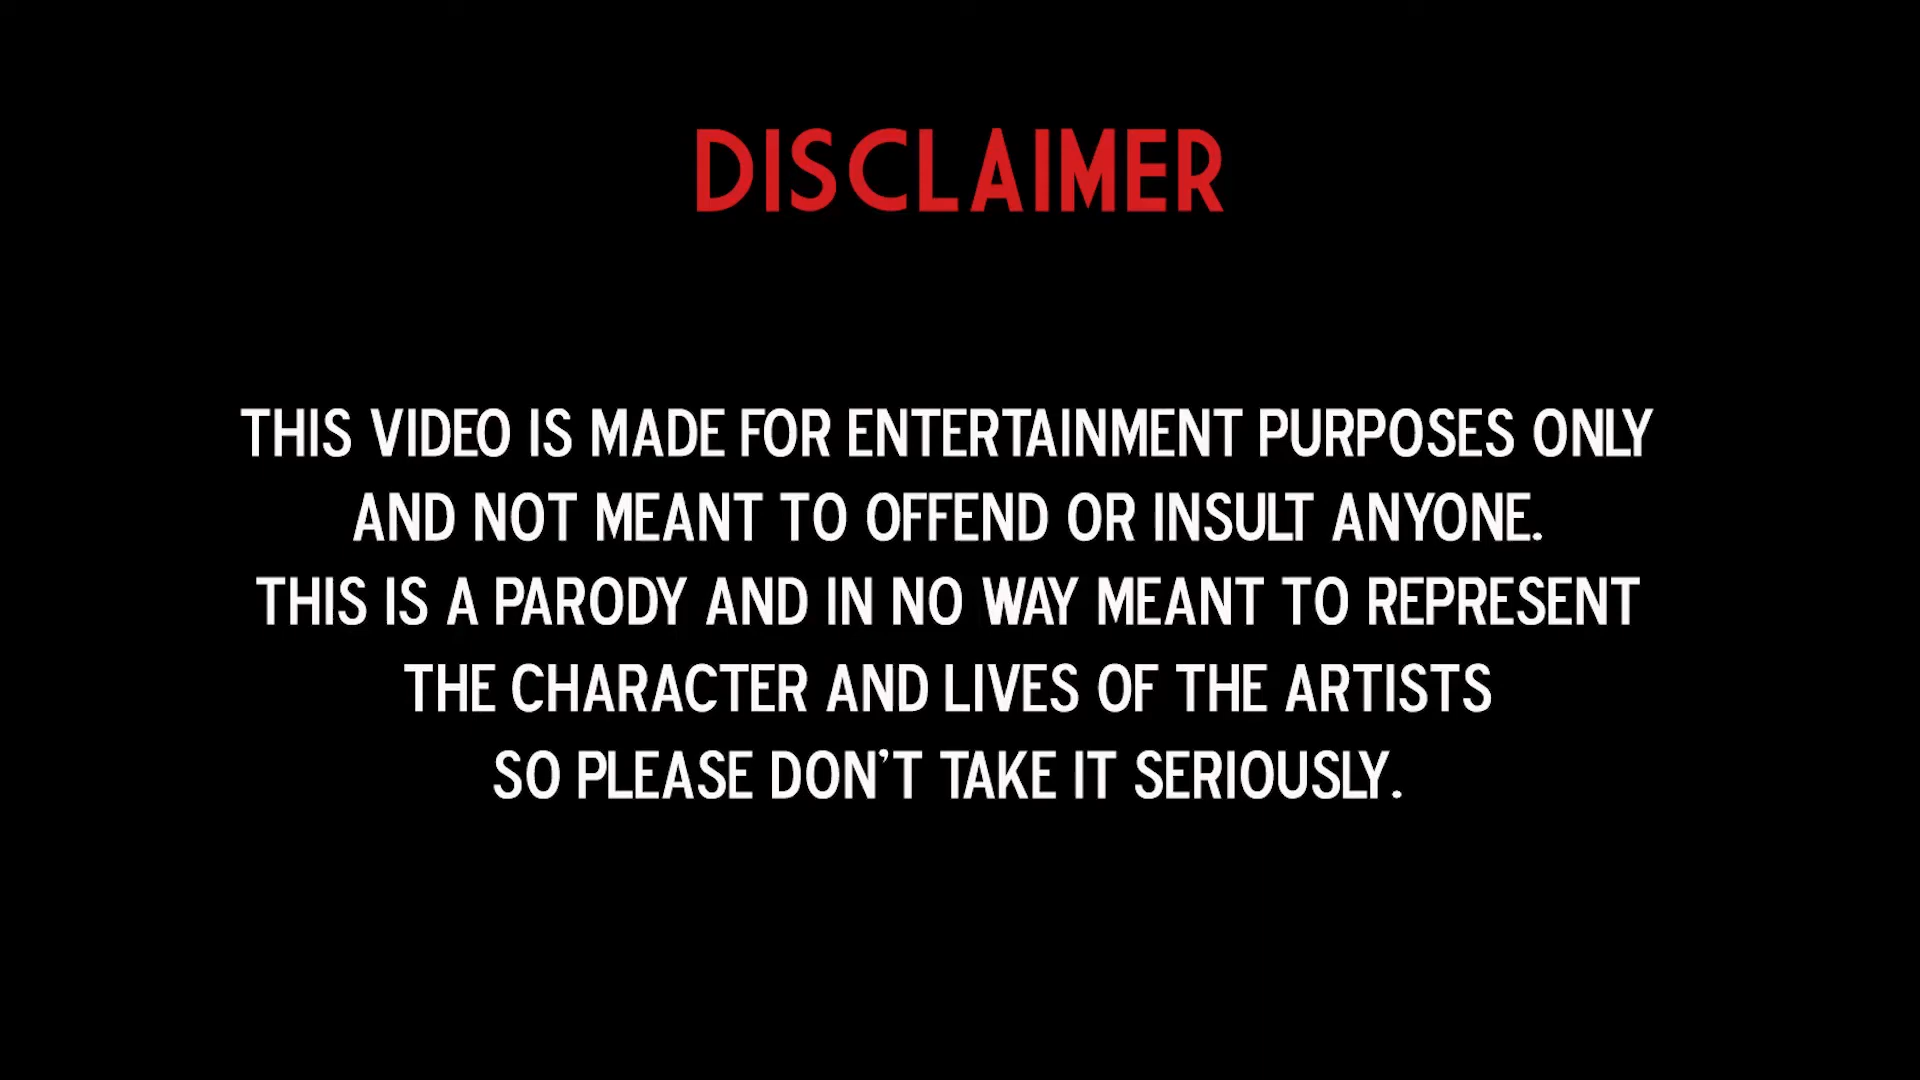 DISCLAIMER
THIS VIDEO IS MADE FOR ENTERTAINMENT PURPOSES ONLY
AND NOT MEANT TO OFFEND OR INSULT ANYONE.
THIS IS A PARODY AND IN NO WAY MEANT TO REPRESENT
THE CHARACTER AND LIVES OF THE ARTISTS
SO PLEASE DON'T TAKE IT SERIOUSLY.